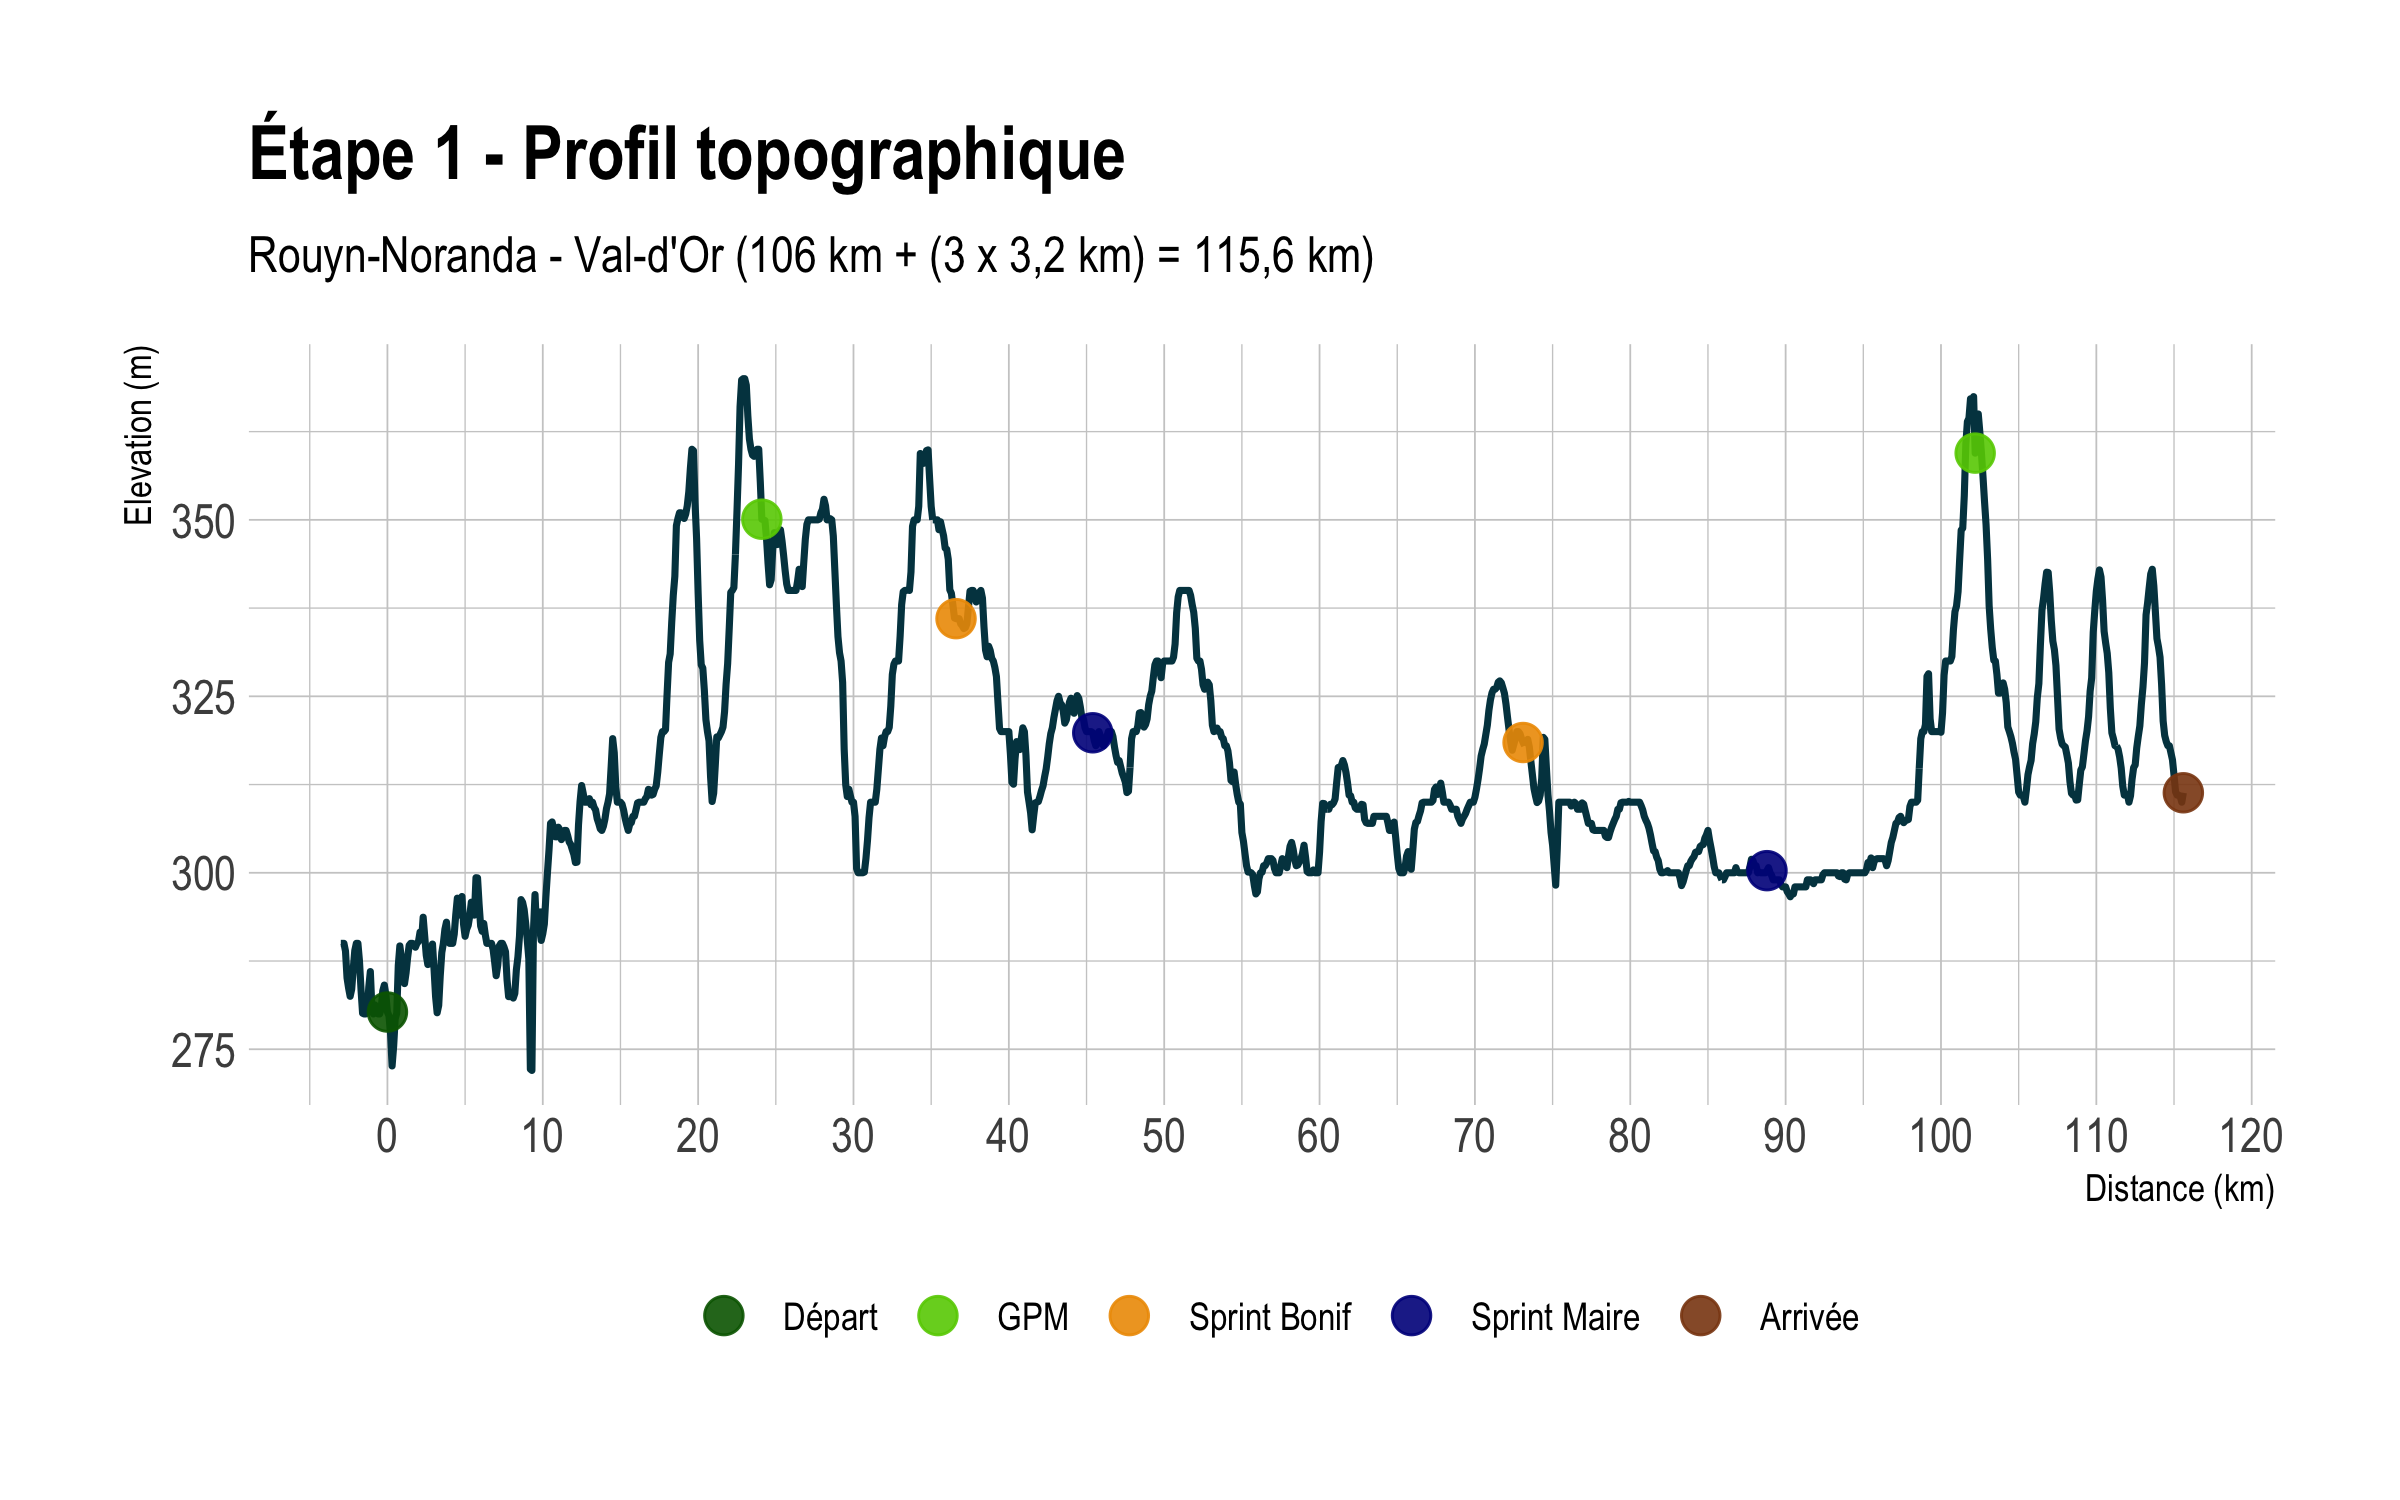 Étape 1 - Profil topographique
Rouyn-Noranda - Val-d'Or (106 km + (3 x 3,2 km) = 115,6 km)
Elevation (m)
350
325
300
275
0 10 20 30 40 50 60 70 80 90 100 110 120
Distance (km)
Départ GPM Sprint Bonif Sprint Maire Arrivée